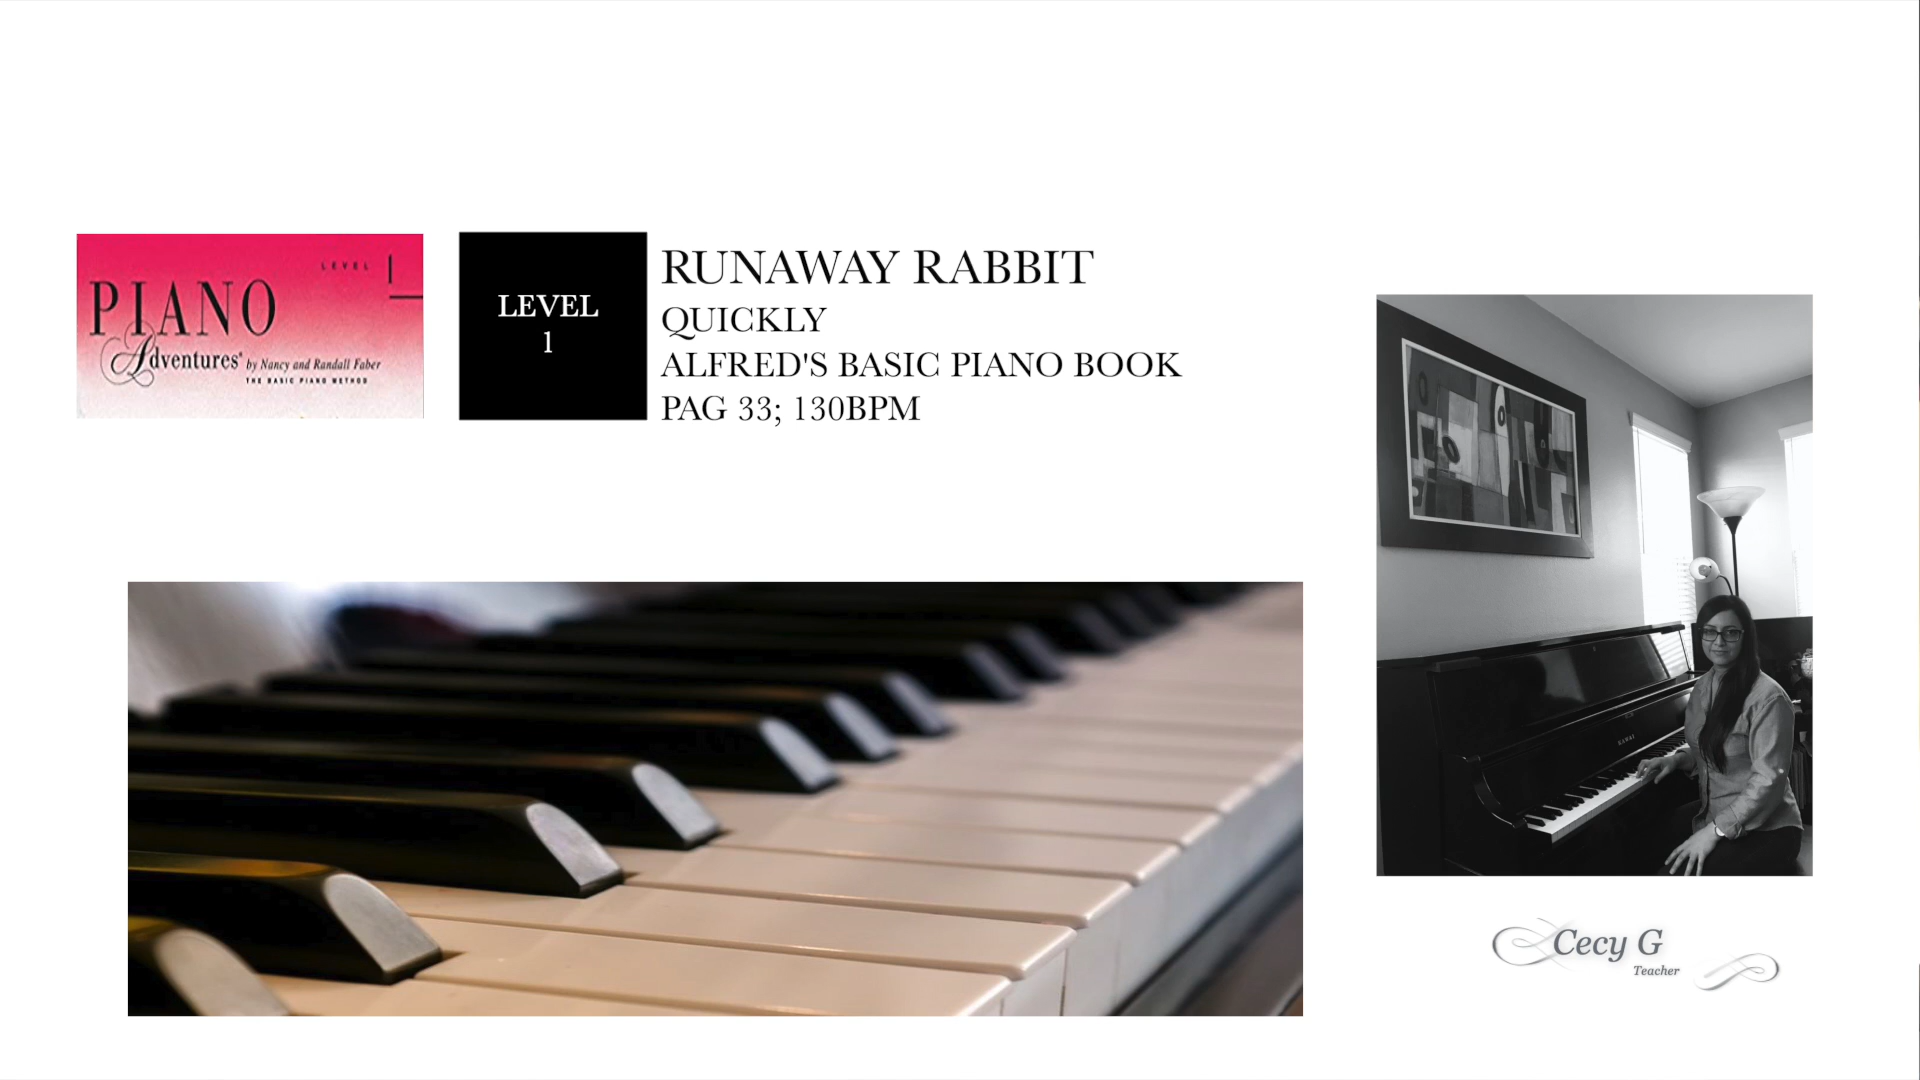 LEVEL 1
PIANO
Adventures® by Nancy and Randall Faber
THE BASIC PIANO METHOD
LEVEL
1
RUNAWAY RABBIT
QUICKLY
ALFRED'S BASIC PIANO BOOK
PAG 33; 130BPM
KAWAI
Cecy G
Teacher